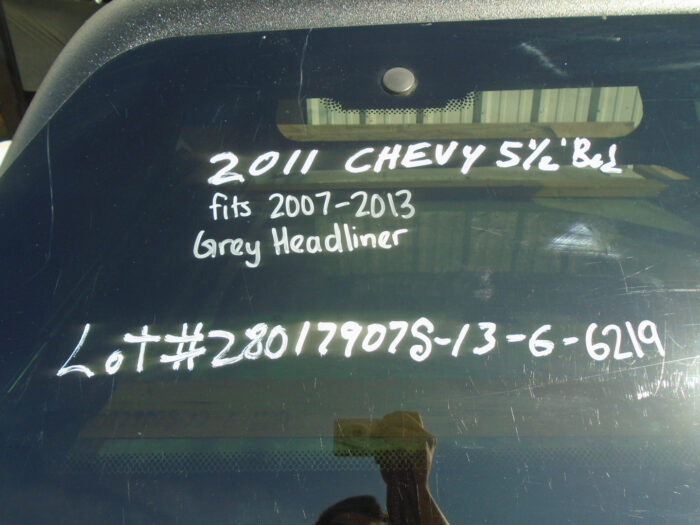 2011 CHEVY 5½' Bed
fits 2007-2013
Grey Headliner
Lot#28017907S-13-6-6219